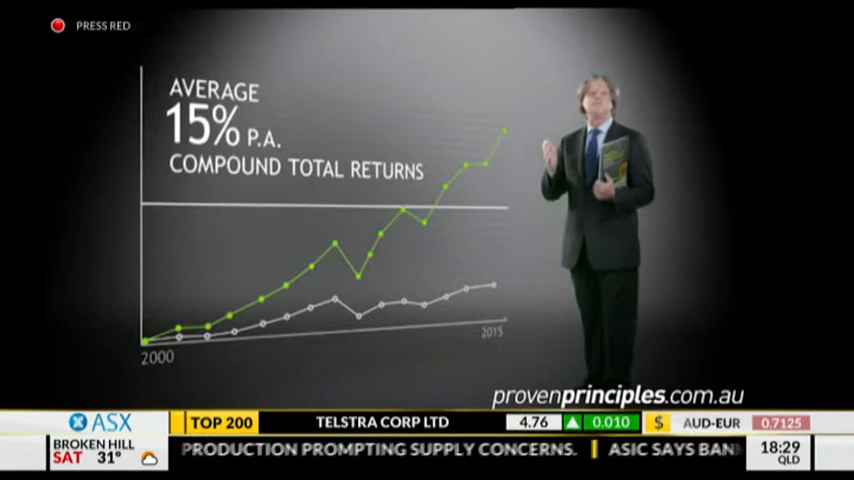 PRESS RED
AVERAGE
15% P.A.
COMPOUND TOTAL RETURNS
2000
2015
provenprinciples.com.au
ASX
TOP 200
TELSTRA CORP LTD
4.76
0.010
$
AUD-EUR
0.7125
BROKEN HILL
SAT 31°
PRODUCTION PROMPTING SUPPLY CONCERNS.
ASIC SAYS BAN
18:29
QLD